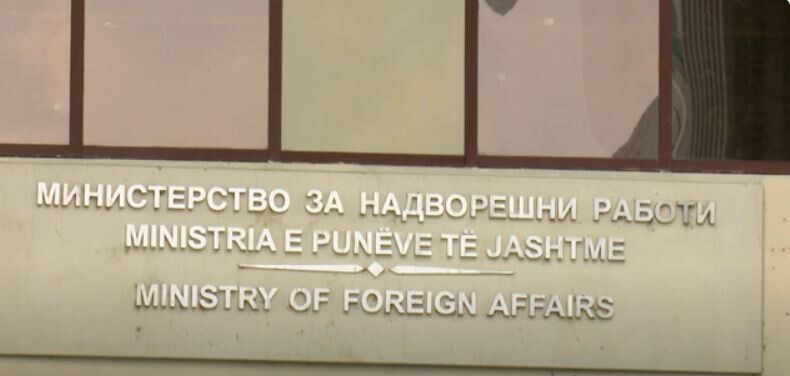 МИНИСТЕРСТВО ЗА НАДВОРЕШНИ РАБОТИ
MINISTRIA E PUNËVE TË JASHTME
MINISTRY OF FOREIGN AFFAIRS